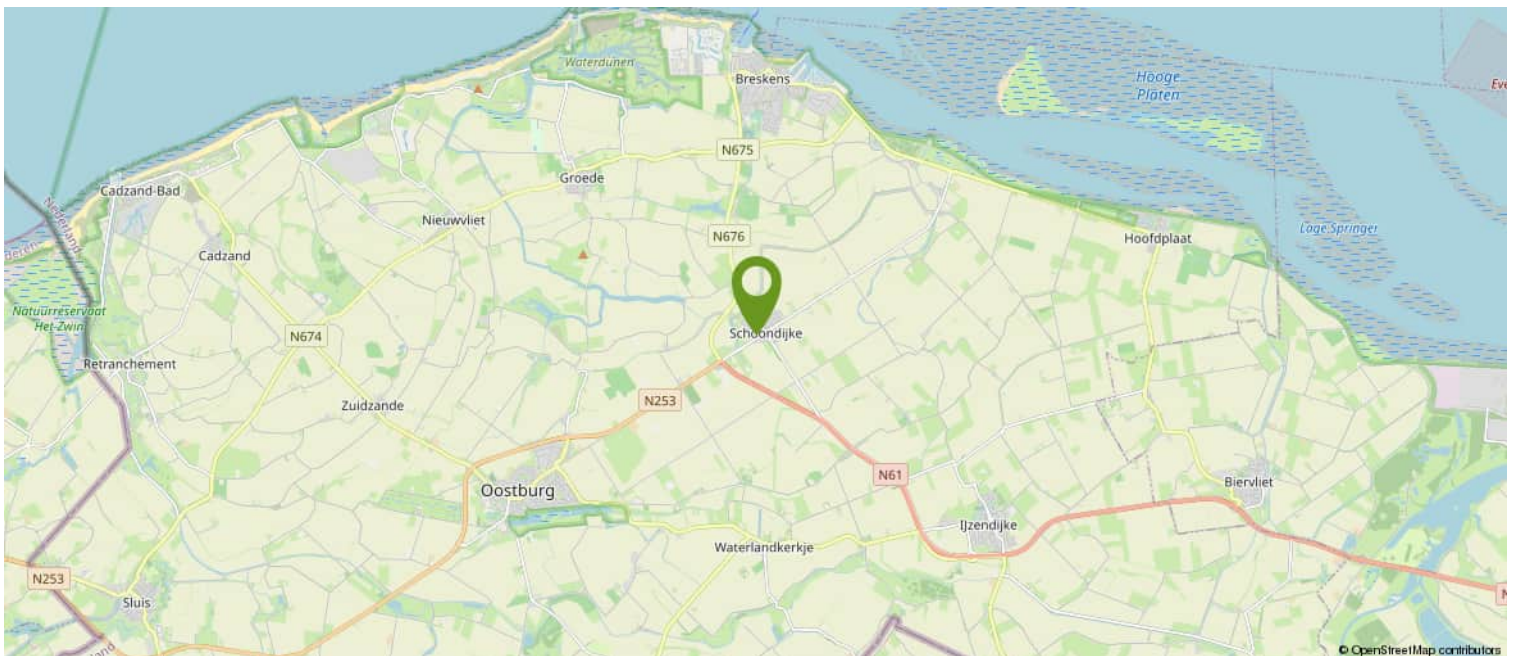 Waterdunen
Breskens
Hooge
Platen
N675
Groede
Cadzand-Bad
Nederland
Nieuwvliet
N676
Hoofdplaat
Lage Springer
Cadzand
Natuurreservaat
Het Zwin
N674
Schoondijke
Retranchement
Zuidzande
N253
N61
Oostburg
Biervliet
IJzendijke
Waterlandkerkje
N253
Sluis
© OpenStreetMap contributors